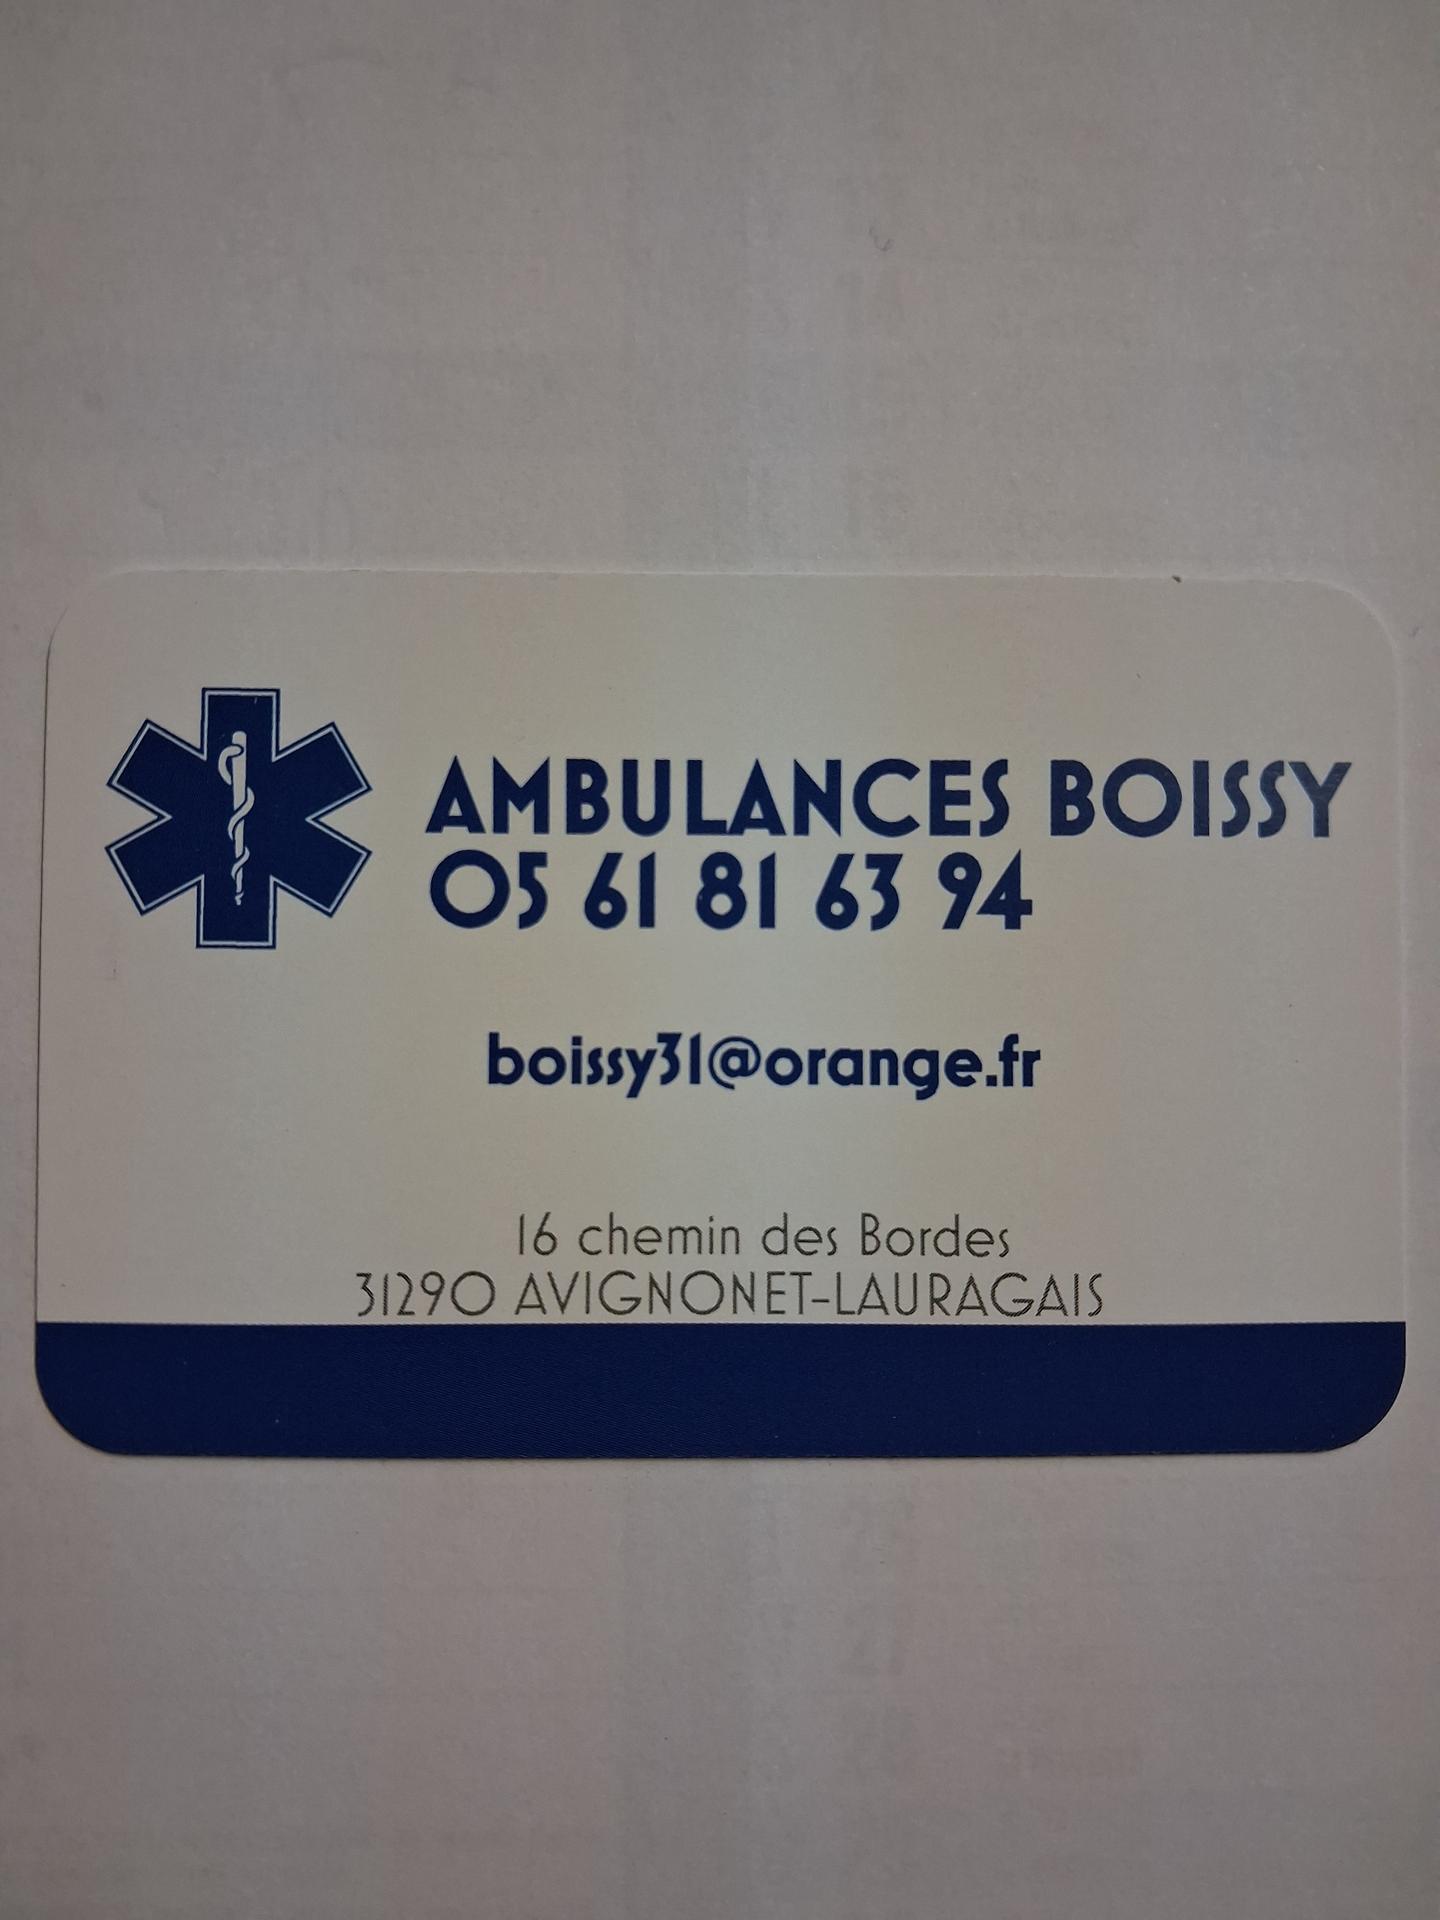 AMBULANCES BOISSY
05 61 81 63 94
boissy31@orange.fr
16 chemin des Bordes
31290 AVIGNONET-LAURAGAIS